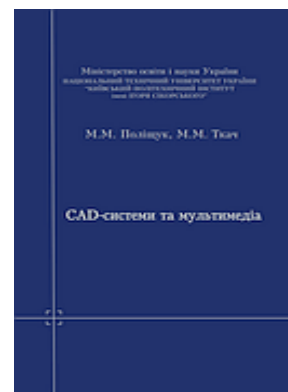 Міністерство освіти і науки України
НАЦІОНАЛЬНИЙ ТЕХНІЧНИЙ УНІВЕРСИТЕТ УКРАЇНИ
"КИЇВСЬКИЙ ПОЛІТЕХНІЧНИЙ ІНСТИТУТ
імені ІГОРЯ СІКОРСЬКОГО"
М.М. Поліщук, М.М. Ткач
CAD-системи та мультимедіа